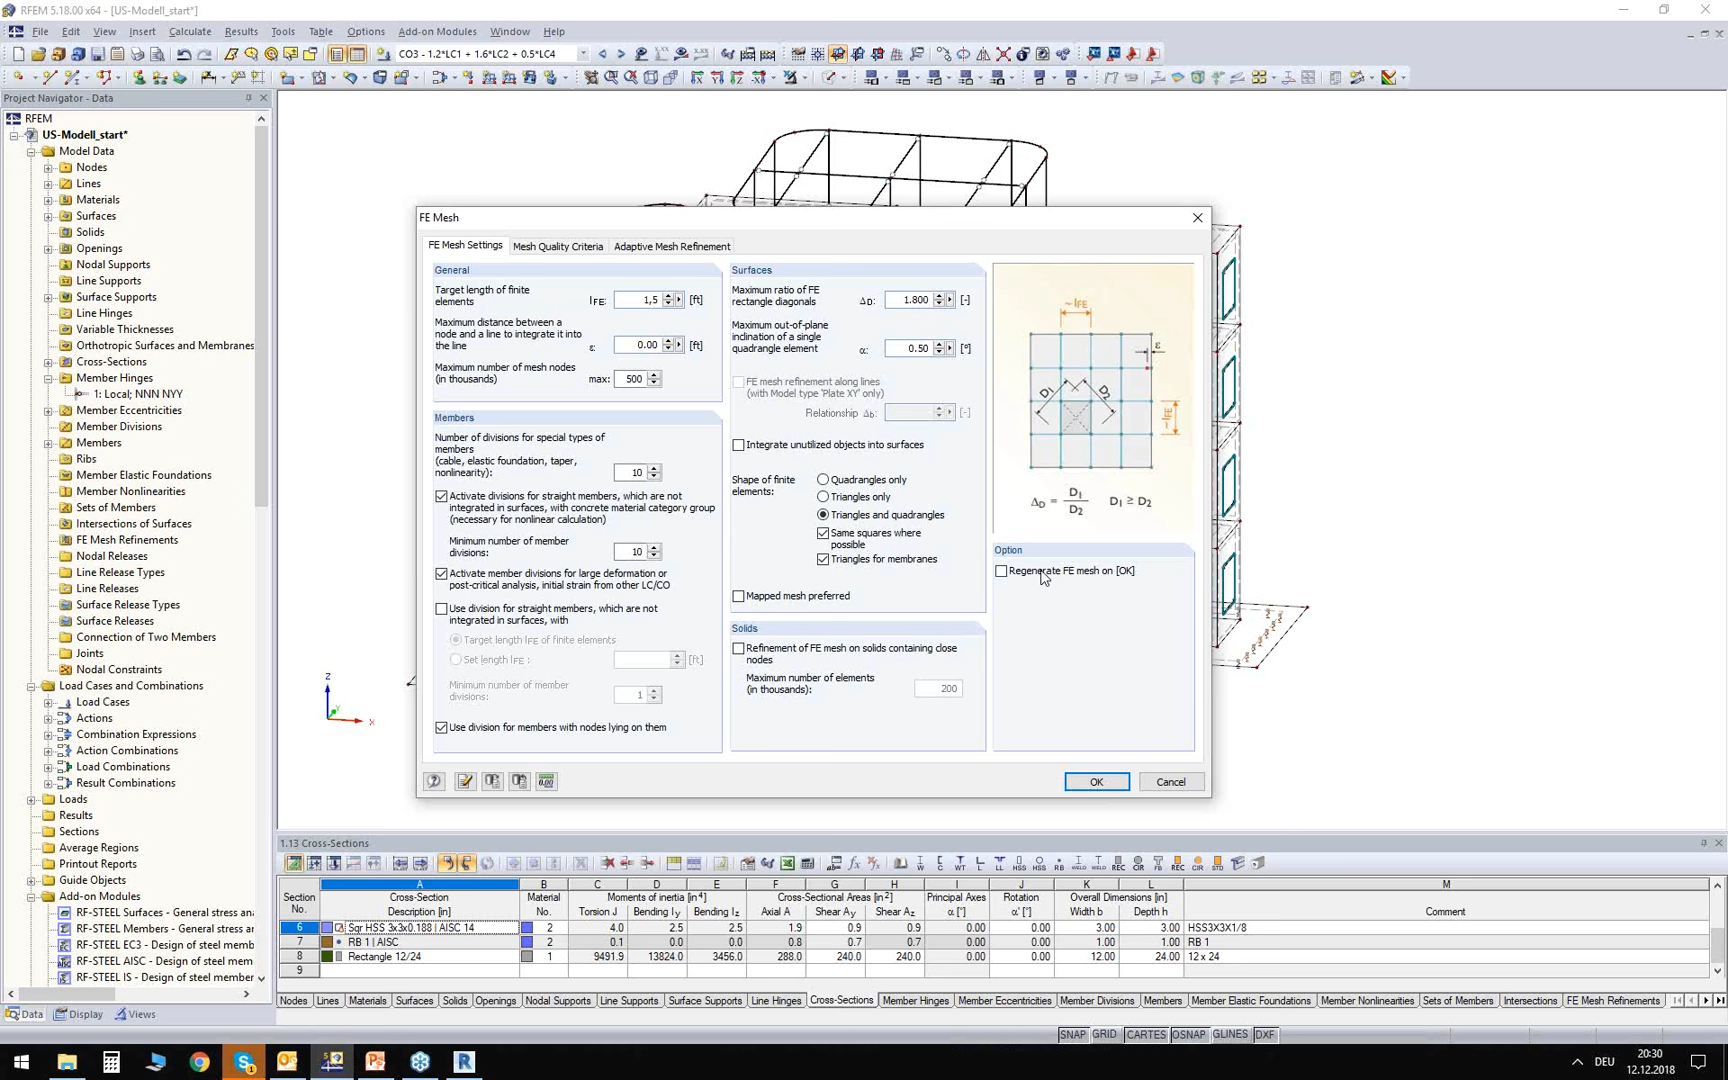 RFEM 5.18.00 x64 - [US-Modell_start*]
File Edit View Insert Calculate Results Tools Table Options Add-on Modules Window Help
CO3 - 1.2*LC1 + 1.6*LC2 + 0.5*LC4
Project Navigator - Data
RFEM
US-Modell_start*
Model Data
Nodes
Lines
Materials
Surfaces
Solids
Openings
Nodal Supports
Line Supports
Surface Supports
Line Hinges
Variable Thicknesses
Orthotropic Surfaces and Membranes
Cross-Sections
Member Hinges
1: Local; NNN NYY
Member Eccentricities
Member Divisions
Members
Ribs
Member Elastic Foundations
Member Nonlinearities
Sets of Members
Intersections of Surfaces
FE Mesh Refinements
Nodal Releases
Line Release Types
Line Releases
Surface Release Types
Surface Releases
Connection of Two Members
Joints
Nodal Constraints
Load Cases and Combinations
Load Cases
Actions
Combination Expressions
Action Combinations
Load Combinations
Result Combinations
Loads
Results
Sections
Average Regions
Printout Reports
Guide Objects
Add-on Modules
RF-STEEL Surfaces - General stress ana
RF-STEEL Members - General stress ana
RF-STEEL EC3 - Design of steel memb
RF-STEEL AISC - Design of steel memb
RF-STEEL IS - Design of steel member
Data Display Views
FE Mesh
FE Mesh Settings Mesh Quality Criteria Adaptive Mesh Refinement
General
Target length of finite
elements
lFE: 1,5 [ft]
Maximum distance between a
node and a line to integrate it into
the line
ε: 0.00 [ft]
Maximum number of mesh nodes
(in thousands) max: 500
Members
Number of divisions for special types of
members
(cable, elastic foundation, taper,
nonlinearity): 10
Activate divisions for straight members, which are not
integrated in surfaces, with concrete material category group
(necessary for nonlinear calculation)
Minimum number of member
divisions: 10
Activate member divisions for large deformation or
post-critical analysis, initial strain from other LC/CO
Use division for straight members, which are not
integrated in surfaces, with
Target length lFE of finite elements
Set length lFE : [ft]
Minimum number of member
divisions: 1
Use division for members with nodes lying on them
Surfaces
Maximum ratio of FE
rectangle diagonals ΔD: 1.800 [-]
Maximum out-of-plane
inclination of a single
quadrangle element α: 0.50 [°]
FE mesh refinement along lines
(with Model type 'Plate XY' only)
Relationship Δb: [-]
Integrate unutilized objects into surfaces
Shape of finite
elements:
Quadrangles only
Triangles only
Triangles and quadrangles
Same squares where
possible
Triangles for membranes
Mapped mesh preferred
Solids
Refinement of FE mesh on solids containing close
nodes
Maximum number of elements
(in thousands): 200
~lFE
ε
D1 D2
~lFE
ΔD = D1 / D2 D1 ≥ D2
Option
Regenerate FE mesh on [OK]
OK Cancel
Z
Y
X
1.13 Cross-Sections
A B C D E F G H I J K L M
Section Cross-Section Material Moments of inertia [in⁴] Cross-Sectional Areas [in²] Principal Axes Rotation Overall Dimensions [in]
No. Description [in] No. Torsion J Bending Iy Bending Iz Axial A Shear Ay Shear Az α [°] α' [°] Width b Depth h Comment
6 Sqr HSS 3x3x0.188 | AISC 14 2 4.0 2.5 2.5 1.9 0.9 0.9 0.00 0.00 3.00 3.00 HSS3X3X1/8
7 RB 1 | AISC 2 0.1 0.0 0.0 0.8 0.7 0.7 0.00 0.00 1.00 1.00 RB 1
8 Rectangle 12/24 1 9491.9 13824.0 3456.0 288.0 240.0 240.0 0.00 0.00 12.00 24.00 12 x 24
9
Nodes Lines Materials Surfaces Solids Openings Nodal Supports Line Supports Surface Supports Line Hinges Cross-Sections Member Hinges Member Eccentricities Member Divisions Members Member Elastic Foundations Member Nonlinearities Sets of Members Intersections FE Mesh Refinements
SNAP GRID CARTES OSNAP GLINES DXF
DEU
20:30
12.12.2018